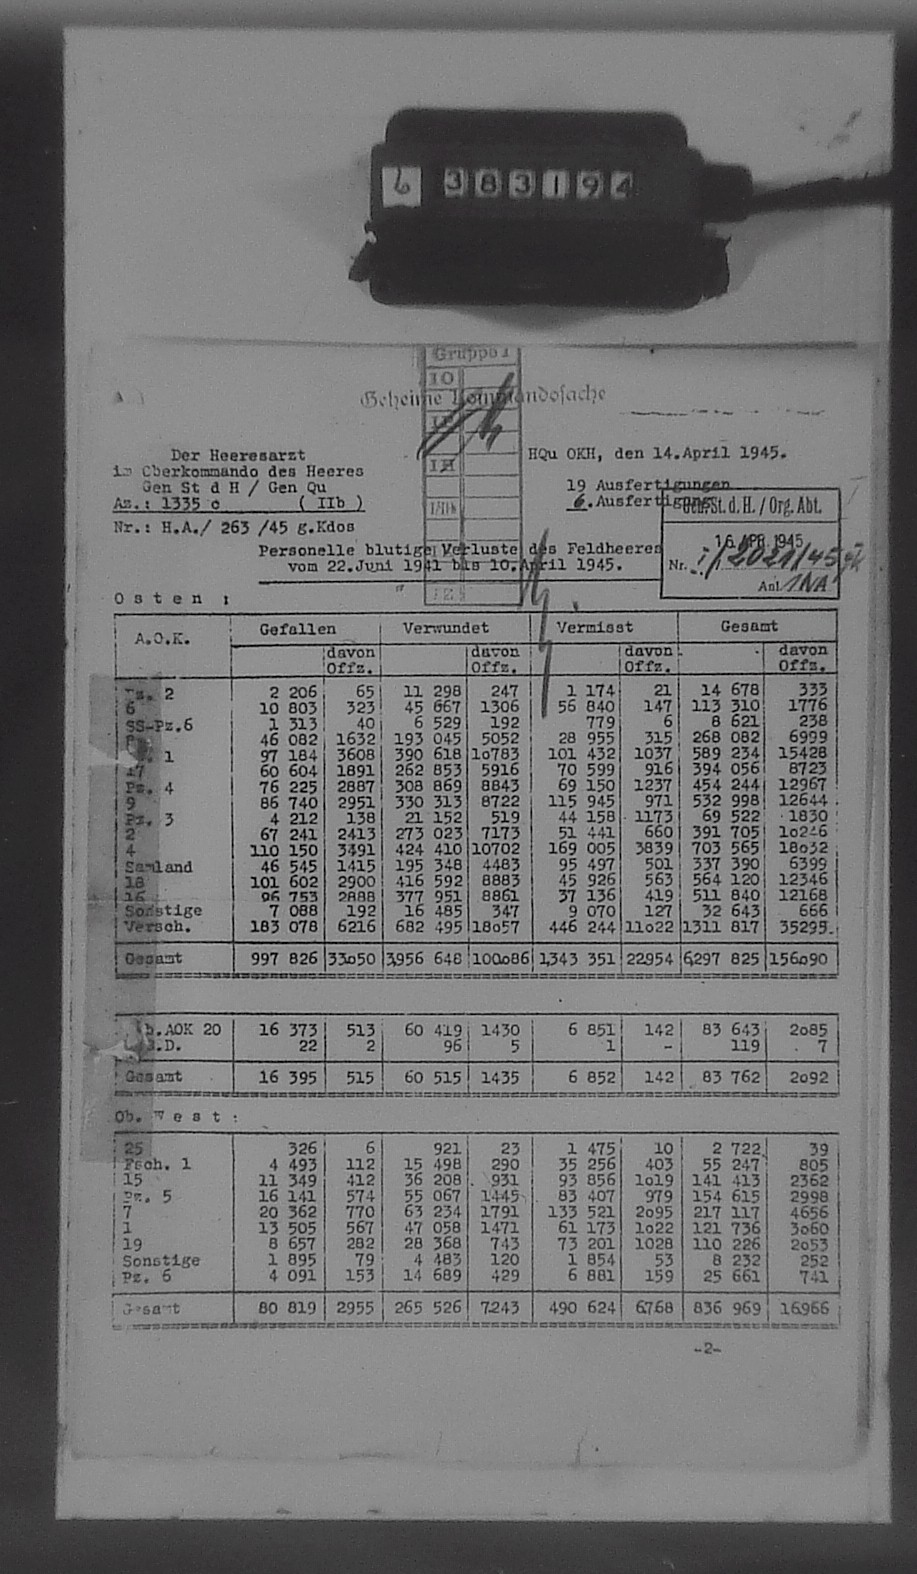 6 383194
Gruppe I
IO
Geheime Kommandosache
Der Heeresarzt
im Oberkommando des Heeres
Gen St d H / Gen Qu
Az.: 1335 c ( IIb )
Nr.: H.A./ 263 /45 g.Kdos
HQu OKH, den 14.April 1945.
19 Ausfertigungen
6. Ausfertigung
Gen.St.d.H. / Org. Abt.
16 APR 1945
Nr. I/2021/45 gK
Anl. 1NA
Personelle blutige Verluste des Feldheeres
vom 22.Juni 1941 bis 10.April 1945.
O s t e n :
A.O.K. Gefallen Verwundet Vermisst Gesamt
davon Offz. davon Offz. davon Offz. davon Offz.
Pz. 2 2 206 65 11 298 247 1 174 21 14 678 333
6 10 803 323 45 667 1306 56 840 147 113 310 1776
SS-Pz.6 1 313 40 6 529 192 779 6 8 621 238
8 46 082 1632 193 045 5052 28 955 315 268 082 6999
Pz. 1 97 184 3608 390 618 10783 101 432 1037 589 234 15428
17 60 604 1891 262 853 5916 70 599 916 394 056 8723
Pz. 4 76 225 2887 308 869 8843 69 150 1237 454 244 12967
9 86 740 2951 330 313 8722 115 945 971 532 998 12644
Pz. 3 4 212 138 21 152 519 44 158 1173 69 522 1830
2 67 241 2413 273 023 7173 51 441 660 391 705 10246
4 110 150 3491 424 410 10702 169 005 3839 703 565 18032
Samland 46 545 1415 195 348 4483 95 497 501 337 390 6399
18 101 602 2900 416 592 8883 45 926 563 564 120 12346
16 96 753 2888 377 951 8861 37 136 419 511 840 12168
Sonstige 7 088 192 16 485 347 9 070 127 32 643 666
Versch. 183 078 6216 682 495 18057 446 244 11022 1311 817 35295
Gesamt 997 826 33050 3956 648 100086 1343 351 22954 6297 825 156090
Geb.AOK 20 16 373 513 60 419 1430 6 851 142 83 643 2085
22 2 96 5 1 - 119 7
Gesamt 16 395 515 60 515 1435 6 852 142 83 762 2092
Ob. W e s t :
25 326 6 921 23 1 475 10 2 722 39
Fsch. 1 4 493 112 15 498 290 35 256 403 55 247 805
15 11 349 412 36 208 931 93 856 1019 141 413 2362
Pz. 5 16 141 574 55 067 1445 83 407 979 154 615 2998
7 20 362 770 63 234 1791 133 521 2095 217 117 4656
1 13 505 567 47 058 1471 61 173 1022 121 736 3060
19 8 657 282 28 368 743 73 201 1028 110 226 2053
Sonstige 1 895 79 4 483 120 1 854 53 8 232 252
Pz. 6 4 091 153 14 689 429 6 881 159 25 661 741
Gesamt 80 819 2955 265 526 7243 490 624 6768 836 969 16966
-2-